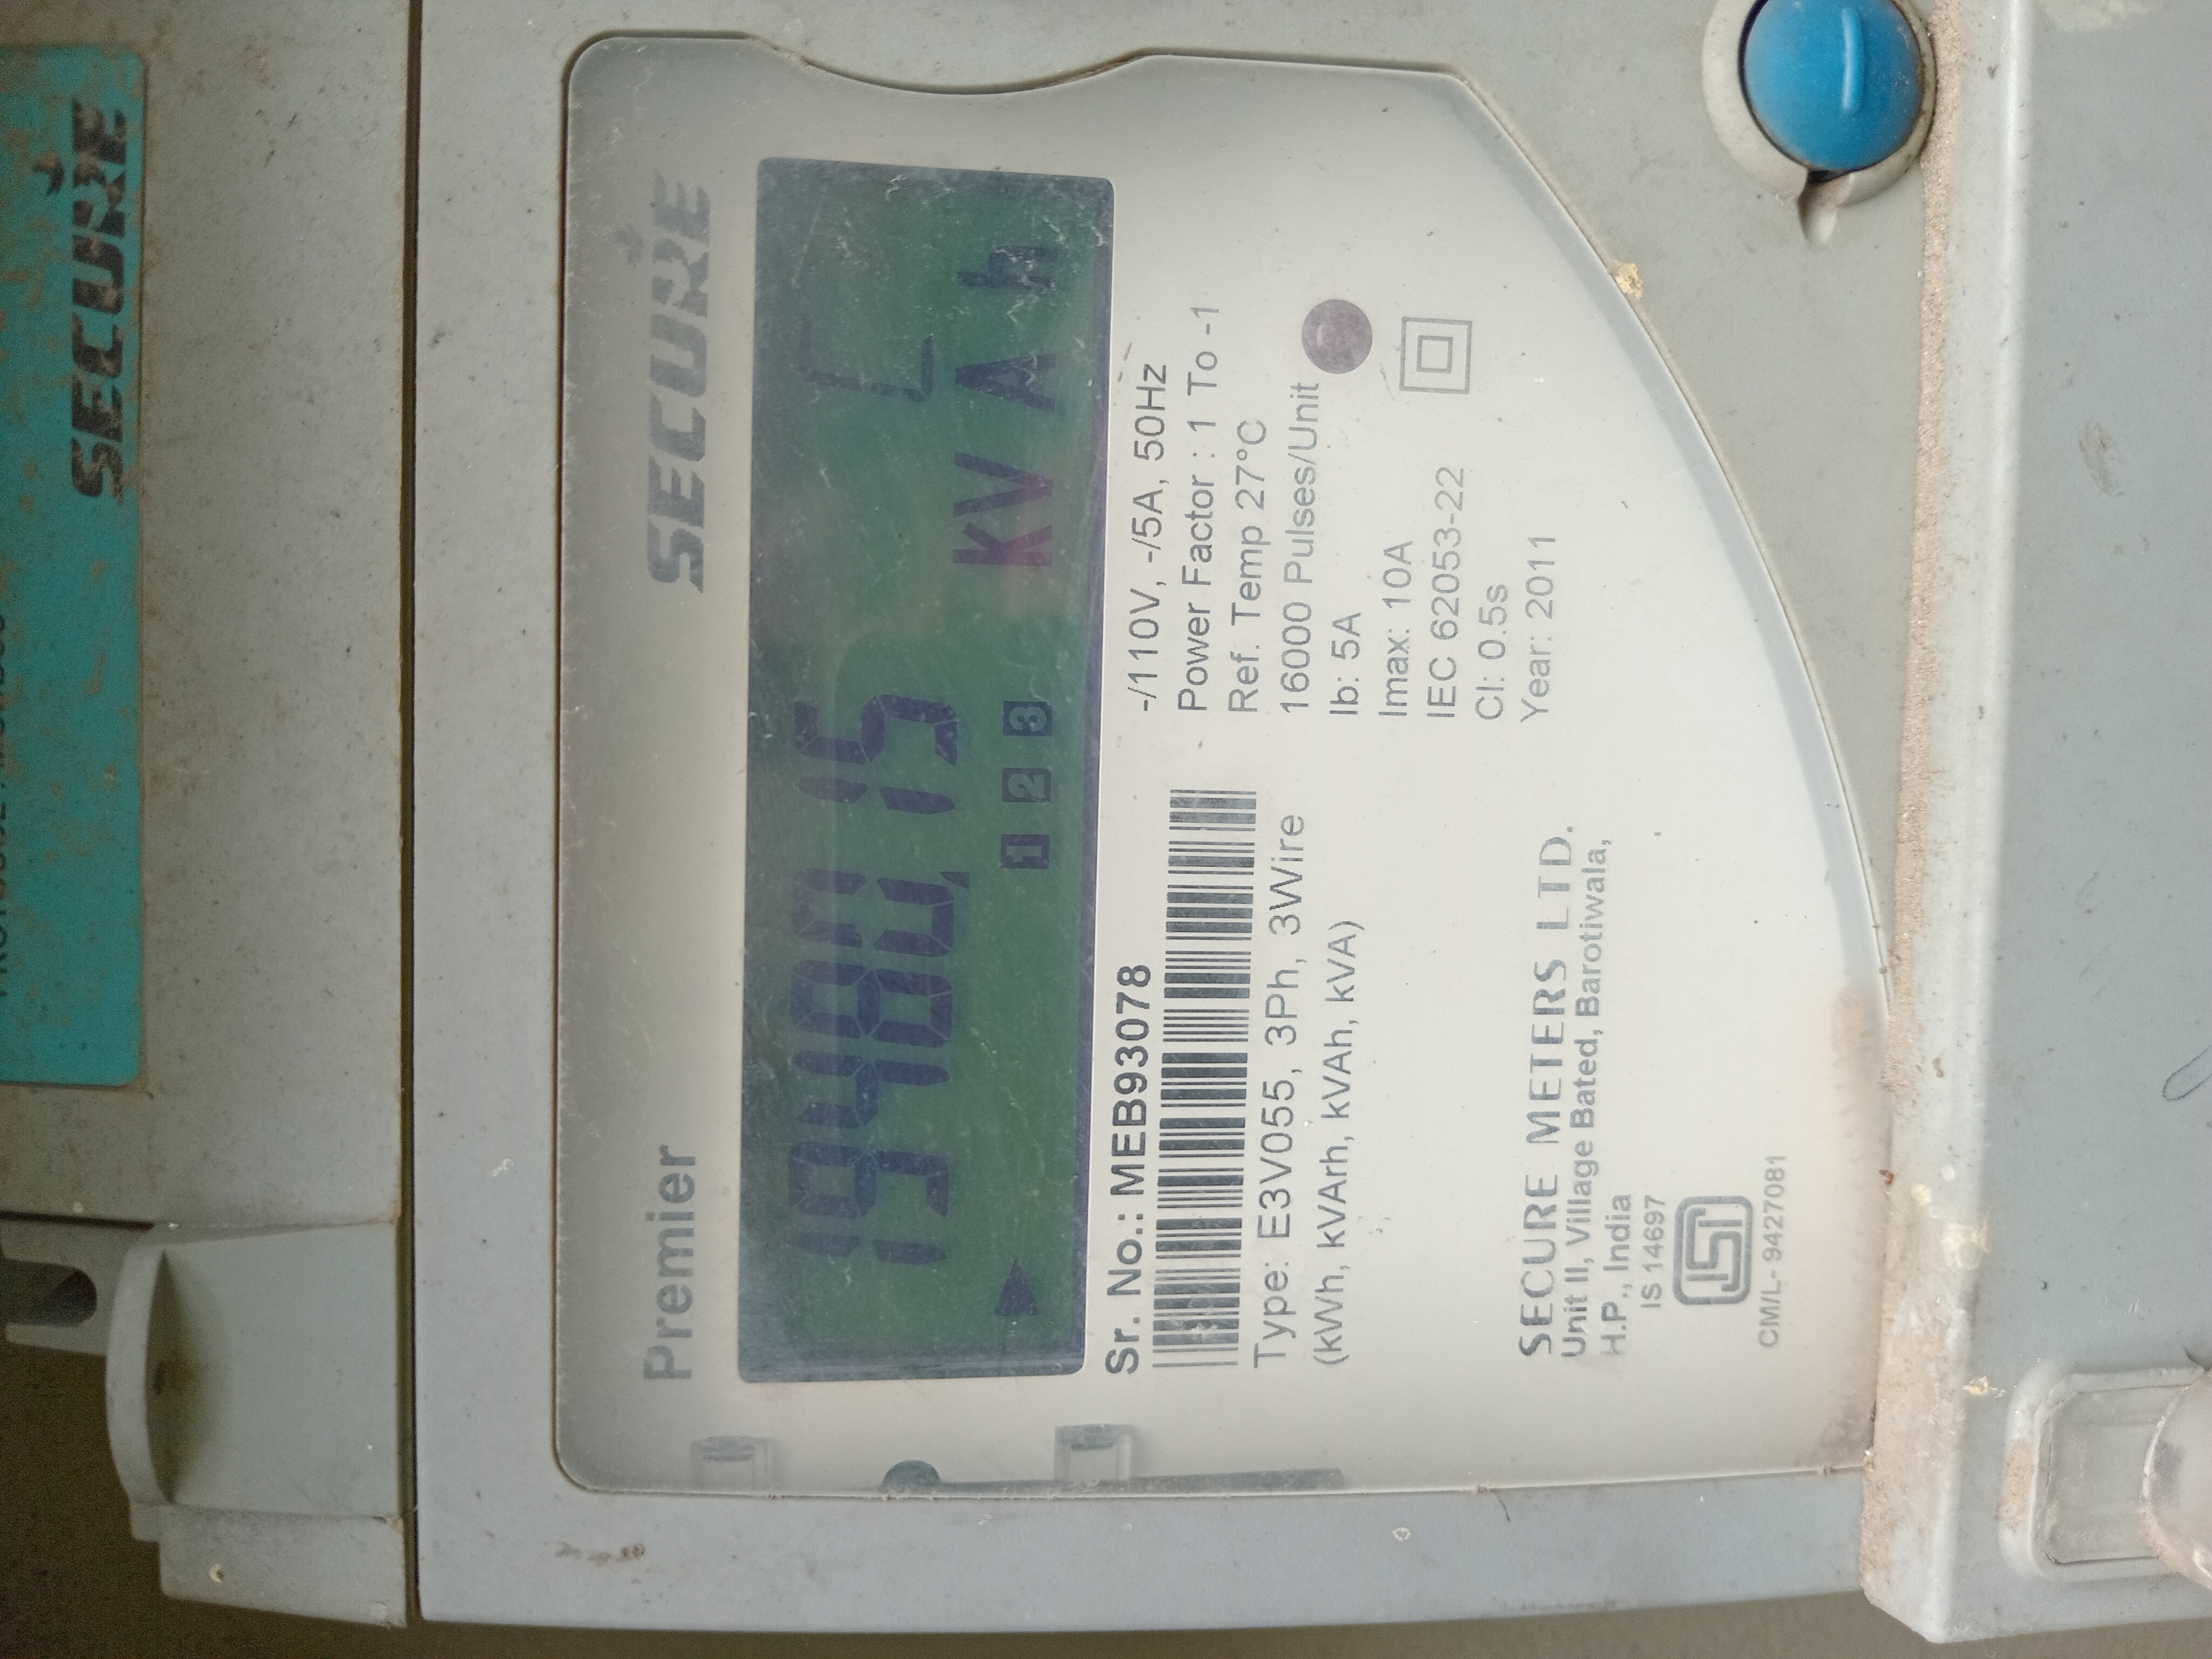 SECURE
Premier
SECURE
19480.15
1 2 3
kVAh
Sr. No.: MEB93078
Type: E3V055, 3Ph, 3Wire
(kWh, kVArh, kVAh, kVA)
-/110V, -/5A, 50Hz
Power Factor : 1 To -1
Ref. Temp 27°C
16000 Pulses/Unit
Ib: 5A
Imax: 10A
IEC 62053-22
Cl: 0.5s
Year: 2011
SECURE METERS LTD.
Unit II, Village Bated, Barotiwala,
H.P., India
IS 14697
CM/L- 9427081